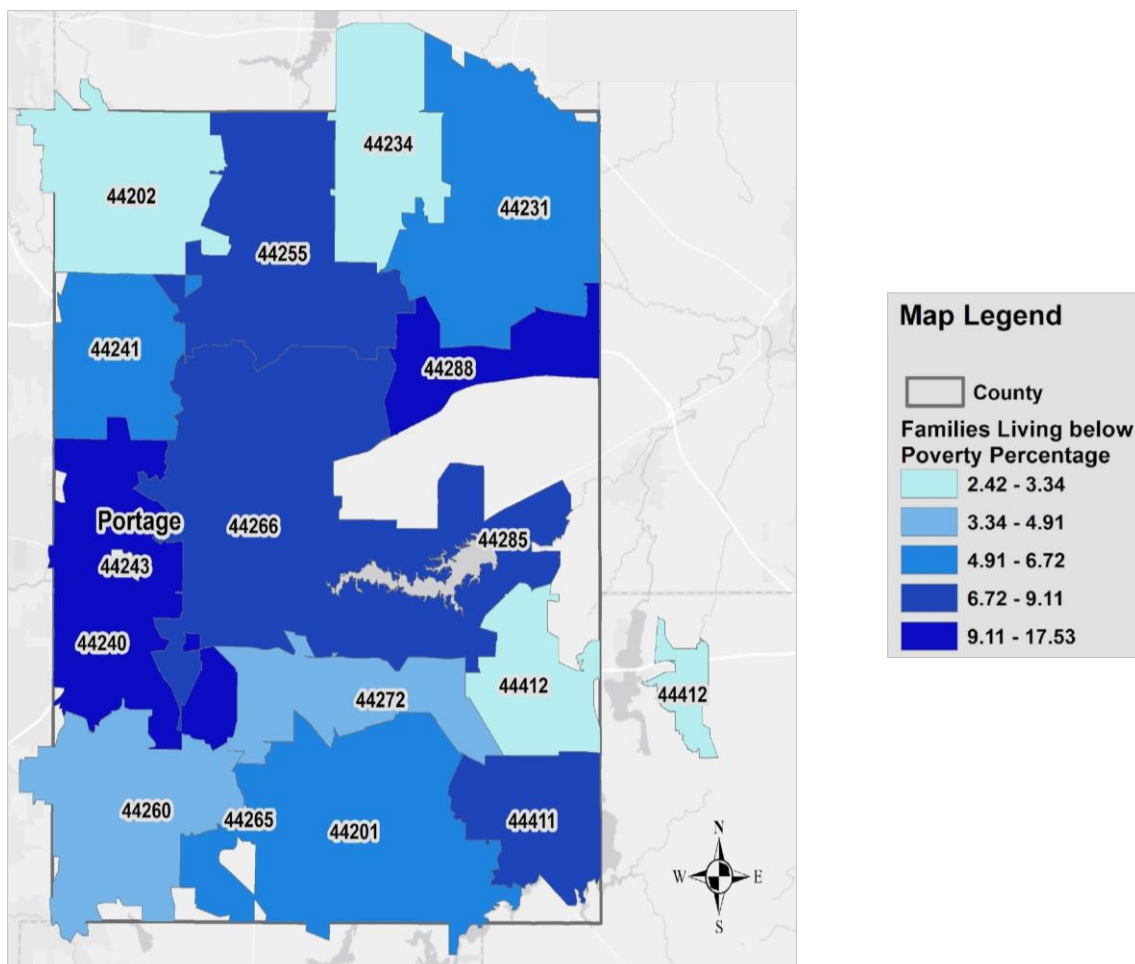 44234
44202
44231
44255
44241
44288
Portage
44266
44285
44243
44240
44272
44412
44412
44260
44265
44201
44411
N
W
E
S
Map Legend
County
Families Living below
Poverty Percentage
2.42 - 3.34
3.34 - 4.91
4.91 - 6.72
6.72 - 9.11
9.11 - 17.53